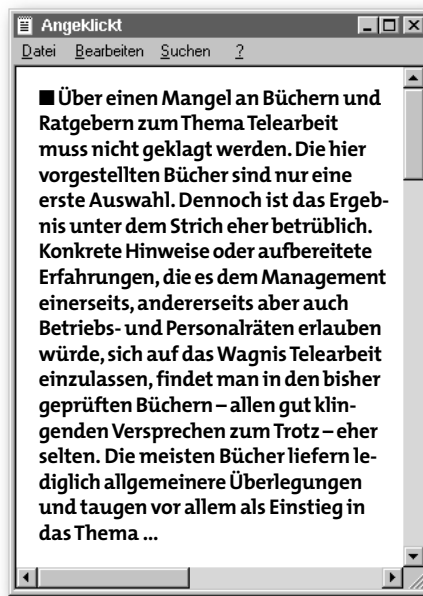 Angeklickt
Datei Bearbeiten Suchen ?
■ Über einen Mangel an Büchern und
Ratgebern zum Thema Telearbeit
muss nicht geklagt werden. Die hier
vorgestellten Bücher sind nur eine
erste Auswahl. Dennoch ist das Ergeb-
nis unter dem Strich eher betrüblich.
Konkrete Hinweise oder aufbereitete
Erfahrungen, die es dem Management
einerseits, andererseits aber auch
Betriebs- und Personalräten erlauben
würde, sich auf das Wagnis Telearbeit
einzulassen, findet man in den bisher
geprüften Büchern – allen gut klin-
genden Versprechen zum Trotz – eher
selten. Die meisten Bücher liefern le-
diglich allgemeinere Überlegungen
und taugen vor allem als Einstieg in
das Thema ...